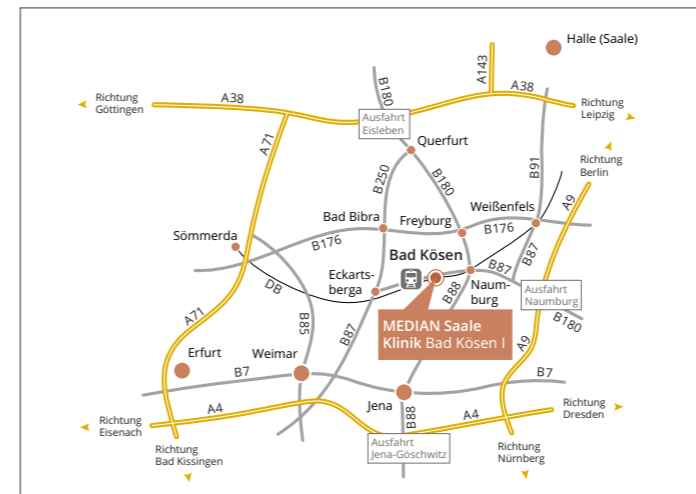 Halle (Saale)
A143
B180
Richtung
Göttingen
A38
A38
Richtung
Leipzig
Ausfahrt
Eisleben
A71
Querfurt
B91
Richtung
Berlin
B250
B180
Weißenfels
A9
Bad Bibra
Freyburg
B176
Sömmerda
B176
B87
Bad Kösen
B87
Eckarts-
berga
Naum-
burg
DB
B88
Ausfahrt
Naumburg
A71
B85
B87
B180
MEDIAN Saale
Klinik Bad Kösen I
A9
Erfurt
Weimar
B7
B7
Jena
A4
A4
Richtung
Dresden
Richtung
Eisenach
B88
Richtung
Bad Kissingen
Ausfahrt
Jena-Göschwitz
Richtung
Nürnberg